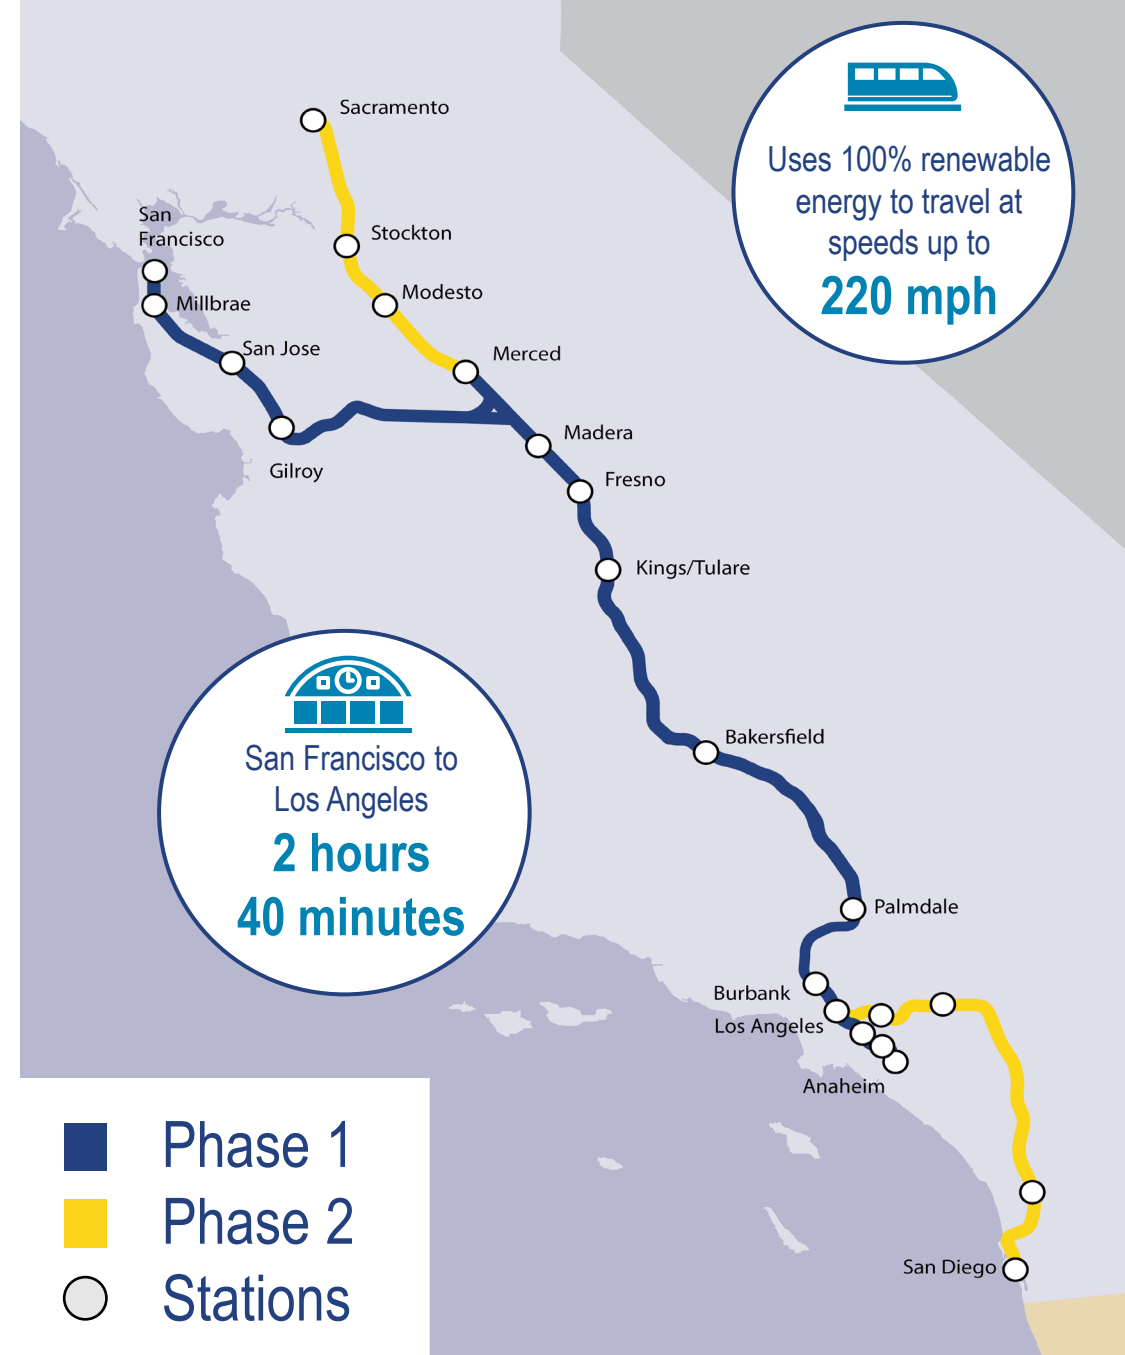 Sacramento
San
Francisco
Stockton
Modesto
Millbrae
San Jose
Merced
Madera
Gilroy
Fresno
Kings/Tulare
Bakersfield
Palmdale
Burbank
Los Angeles
Anaheim
San Diego
Uses 100% renewable
energy to travel at
speeds up to
220 mph
San Francisco to
Los Angeles
2 hours
40 minutes
Phase 1
Phase 2
Stations